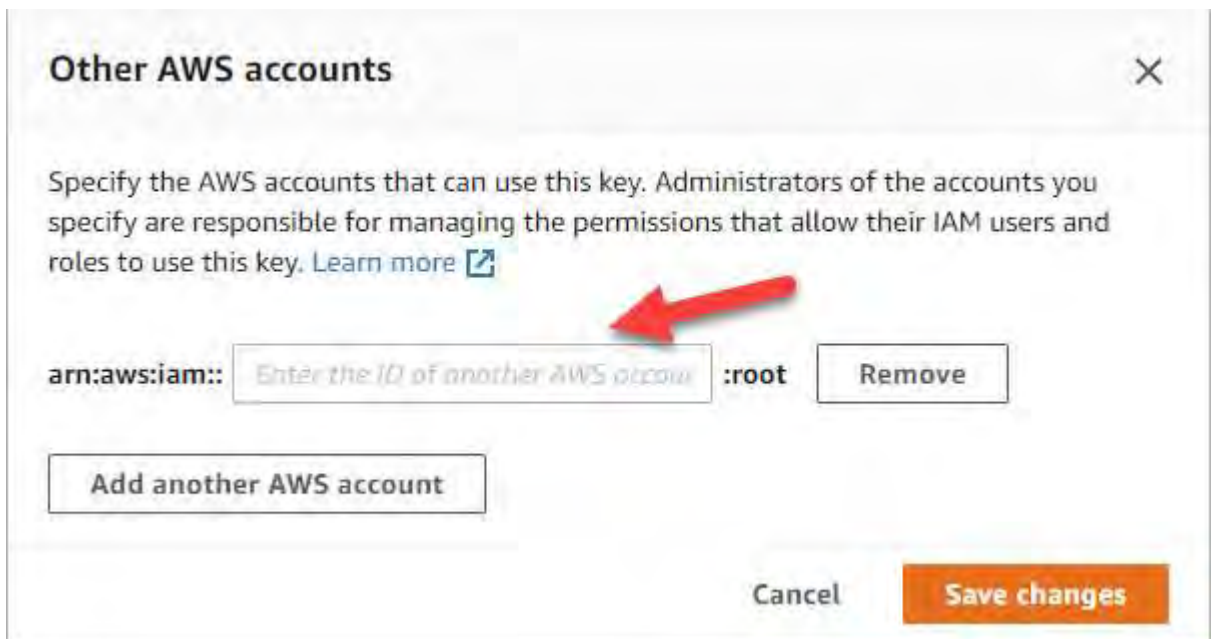 Other AWS accounts
Specify the AWS accounts that can use this key. Administrators of the accounts you
specify are responsible for managing the permissions that allow their IAM users and
roles to use this key. Learn more
arn:aws:iam:: Enter the ID of another AWS accoun :root Remove
Add another AWS account
Cancel Save changes